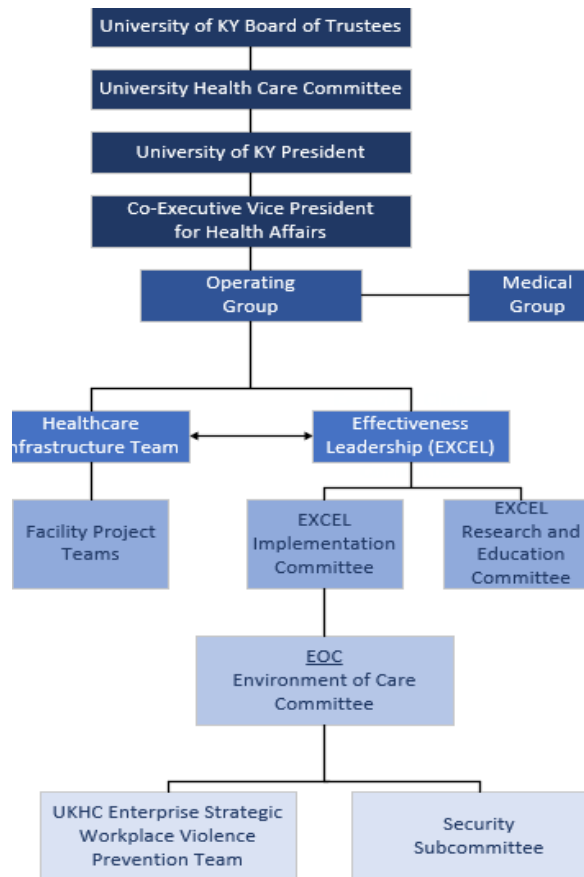 University of KY Board of Trustees
University Health Care Committee
University of KY President
Co-Executive Vice President
for Health Affairs
Operating
Group
Medical
Group
Healthcare
nfrastructure Team
Effectiveness
Leadership (EXCEL)
Facility Project
Teams
EXCEL
Implementation
Committee
EXCEL
Research and
Education
Committee
EOC
Environment of Care
Committee
UKHC Enterprise Strategic
Workplace Violence
Prevention Team
Security
Subcommittee